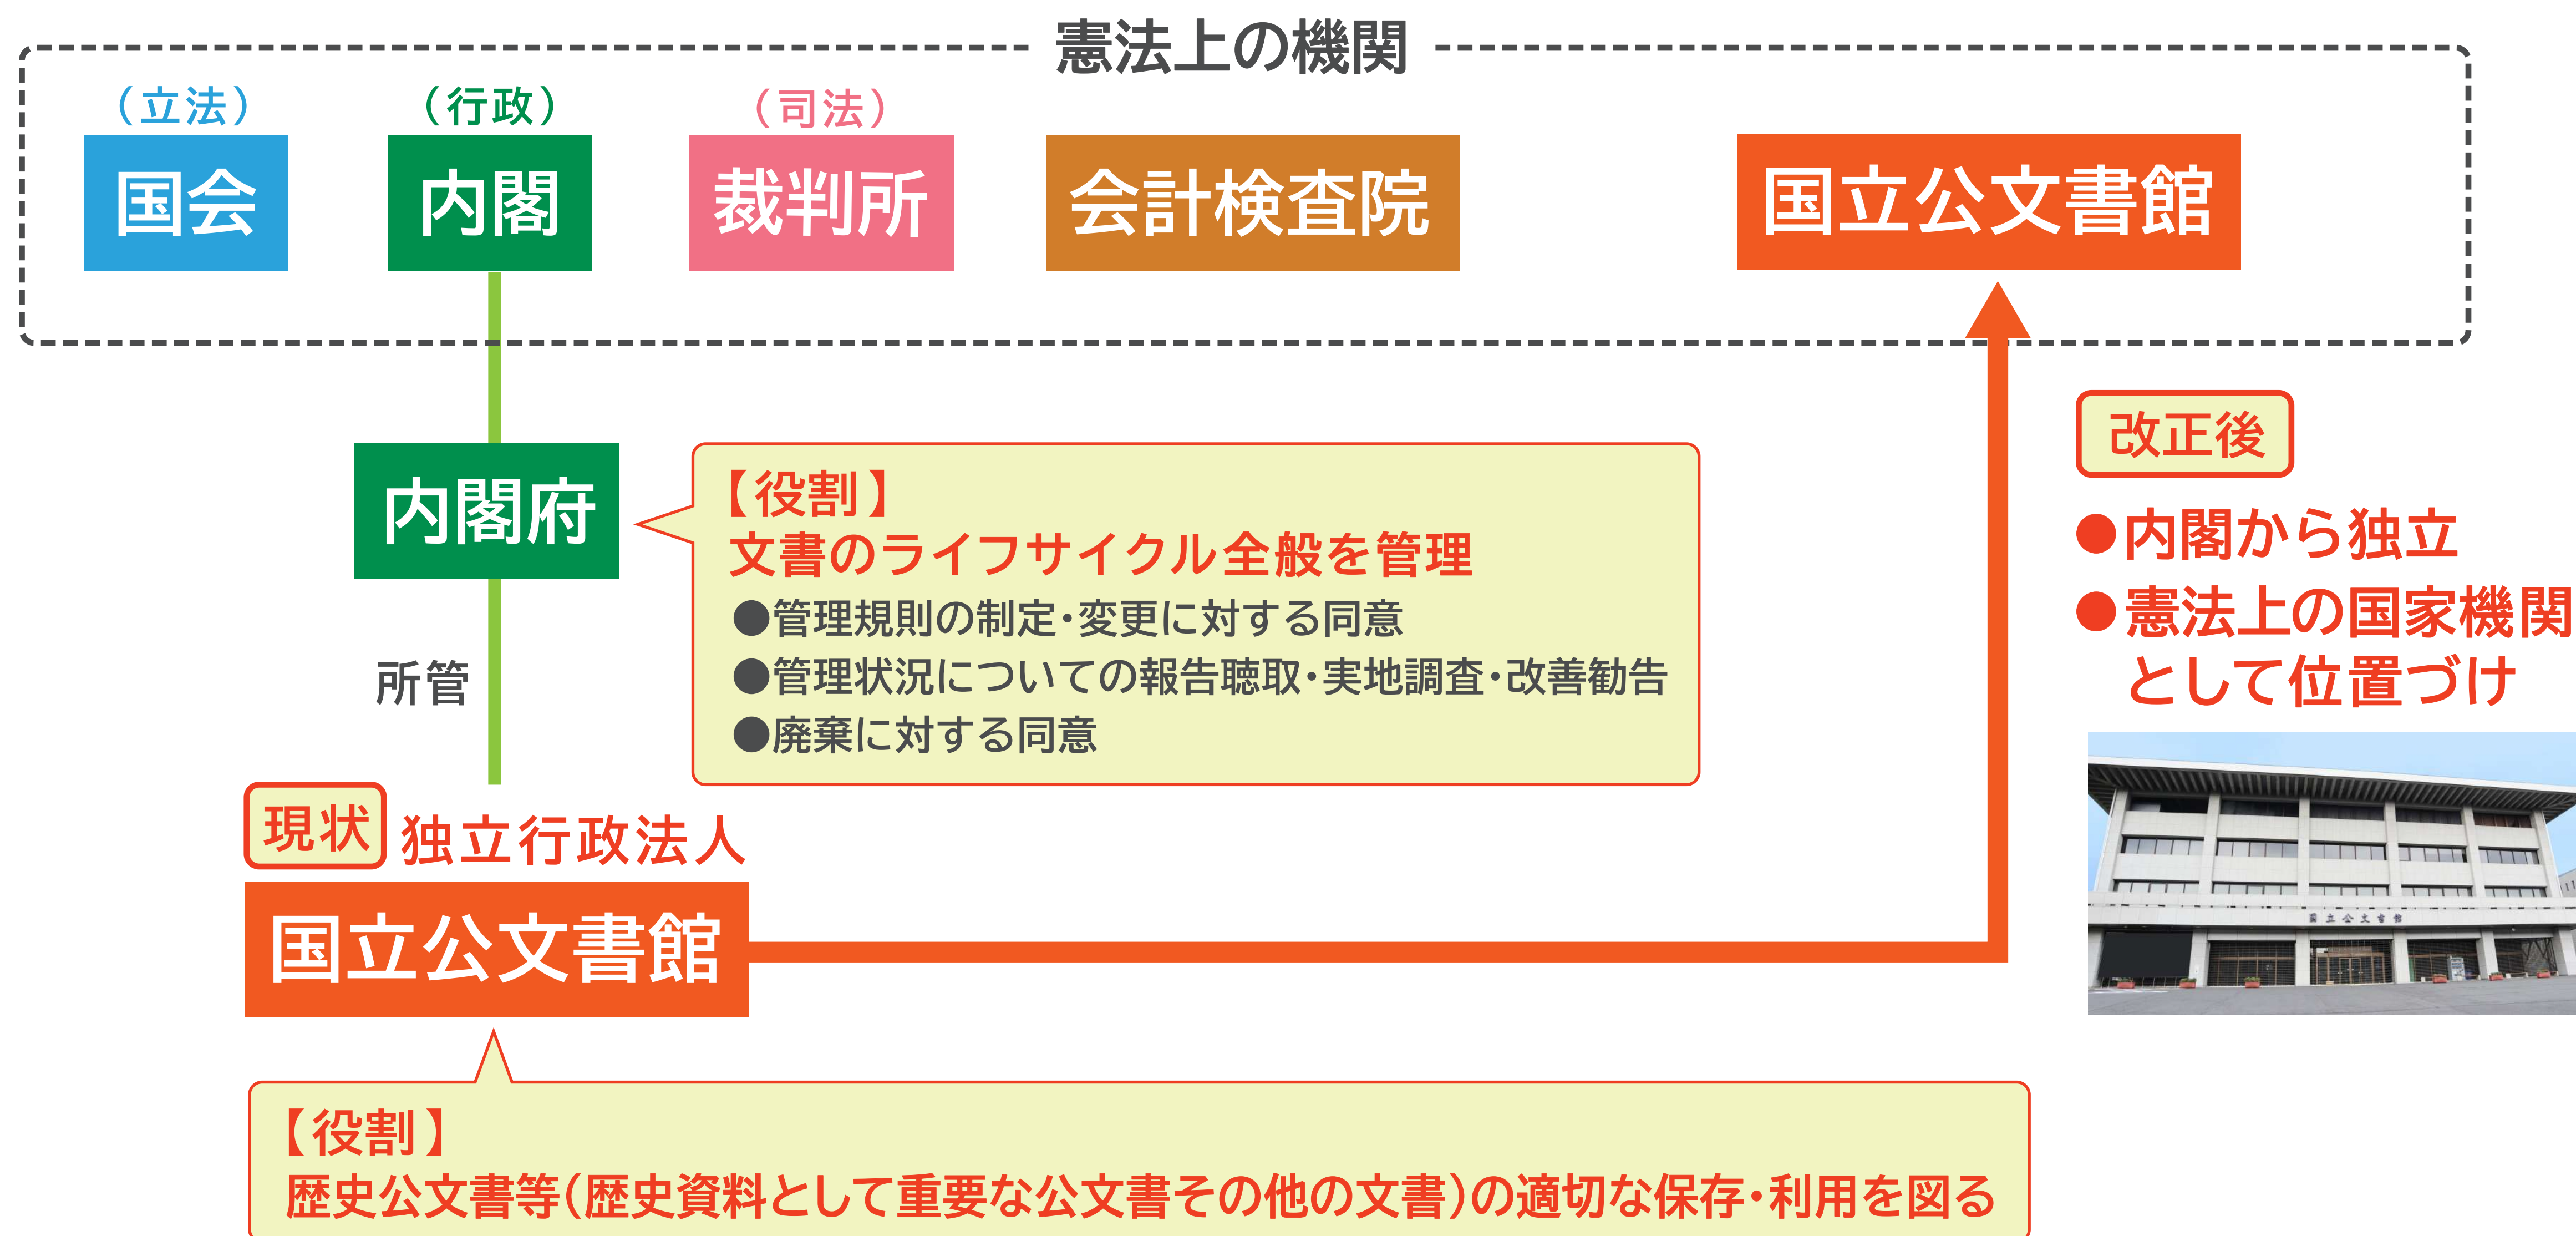 憲法上の機関
（立法）
国会
（行政）
内閣
（司法）
裁判所
会計検査院
国立公文書館
内閣府
【役割】
文書のライフサイクル全般を管理
●管理規則の制定・変更に対する同意
●管理状況についての報告聴取・実地調査・改善勧告
●廃棄に対する同意
所管
改正後
●内閣から独立
●憲法上の国家機関
として位置づけ
国立公文書館
現状
独立行政法人
国立公文書館
【役割】
歴史公文書等（歴史資料として重要な公文書その他の文書）の適切な保存・利用を図る